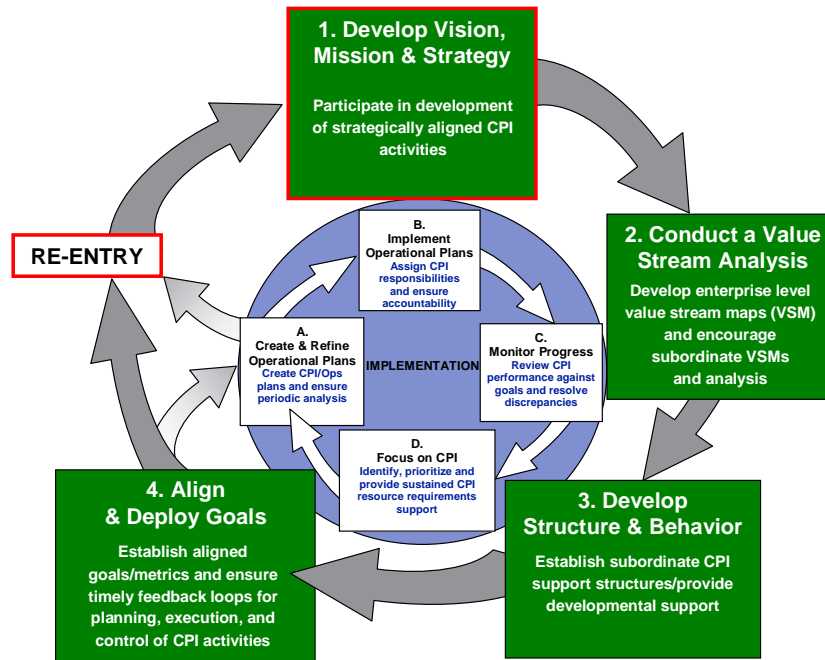 1. Develop Vision,
Mission & Strategy
Participate in development
of strategically aligned CPI
activities
RE-ENTRY
B.
Implement
Operational Plans
Assign CPI
responsibilities
and ensure
accountability
2. Conduct a Value
Stream Analysis
Develop enterprise level
value stream maps (VSM)
and encourage
subordinate VSMs
and analysis
A.
Create & Refine
Operational Plans
Create CPI/Ops
plans and ensure
periodic analysis
IMPLEMENTATION
C.
Monitor Progress
Review CPI
performance against
goals and resolve
discrepancies
D.
Focus on CPI
Identify, prioritize and
provide sustained CPI
resource requirements
support
4. Align
& Deploy Goals
Establish aligned
goals/metrics and ensure
timely feedback loops for
planning, execution, and
control of CPI activities
3. Develop
Structure & Behavior
Establish subordinate CPI
support structures/provide
developmental support